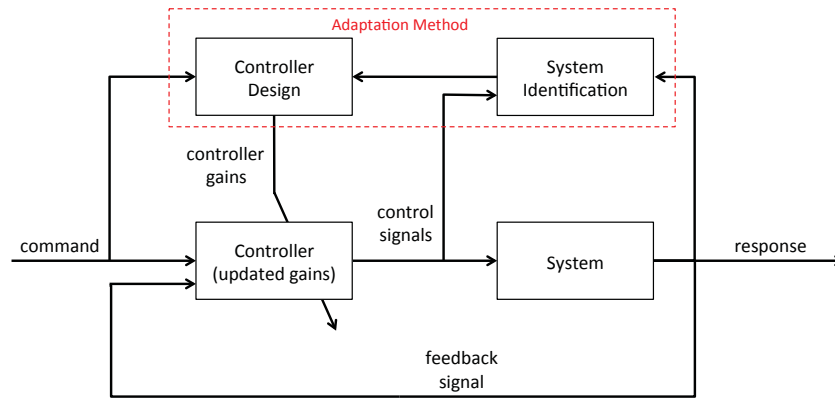 Adaptation Method
Controller
Design
System
Identification
controller
gains
control
signals
command
Controller
(updated gains)
System
response
feedback
signal